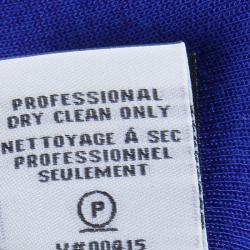 PROFESSIONAL
DRY CLEAN ONLY
NETTOYAGE À SEC
PROFESSIONNEL
SEULEMENT
P